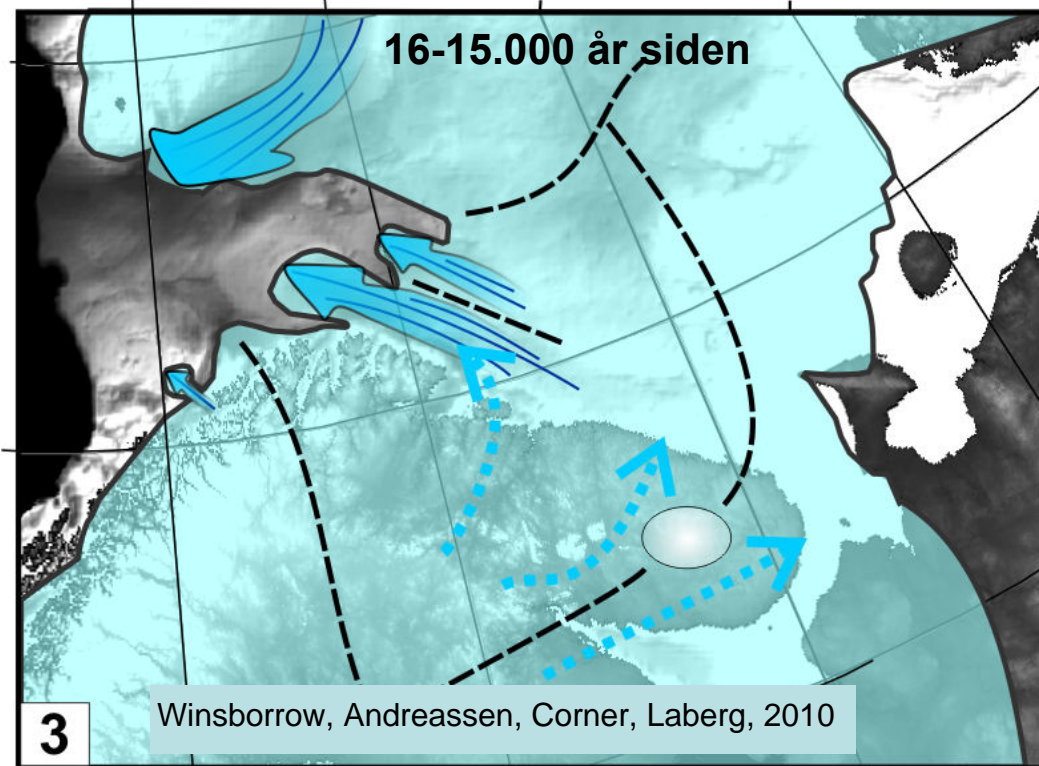 16-15.000 år siden
3
Winsborrow, Andreassen, Corner, Laberg, 2010